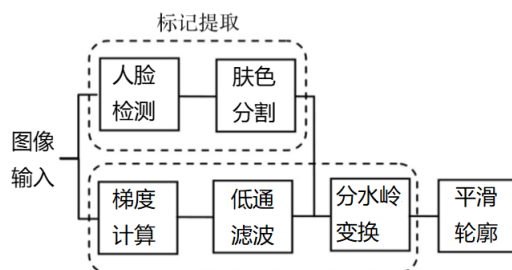 标记提取
人脸
检测
肤色
分割
图像
输入
梯度
计算
低通
滤波
分水岭
变换
平滑
轮廓